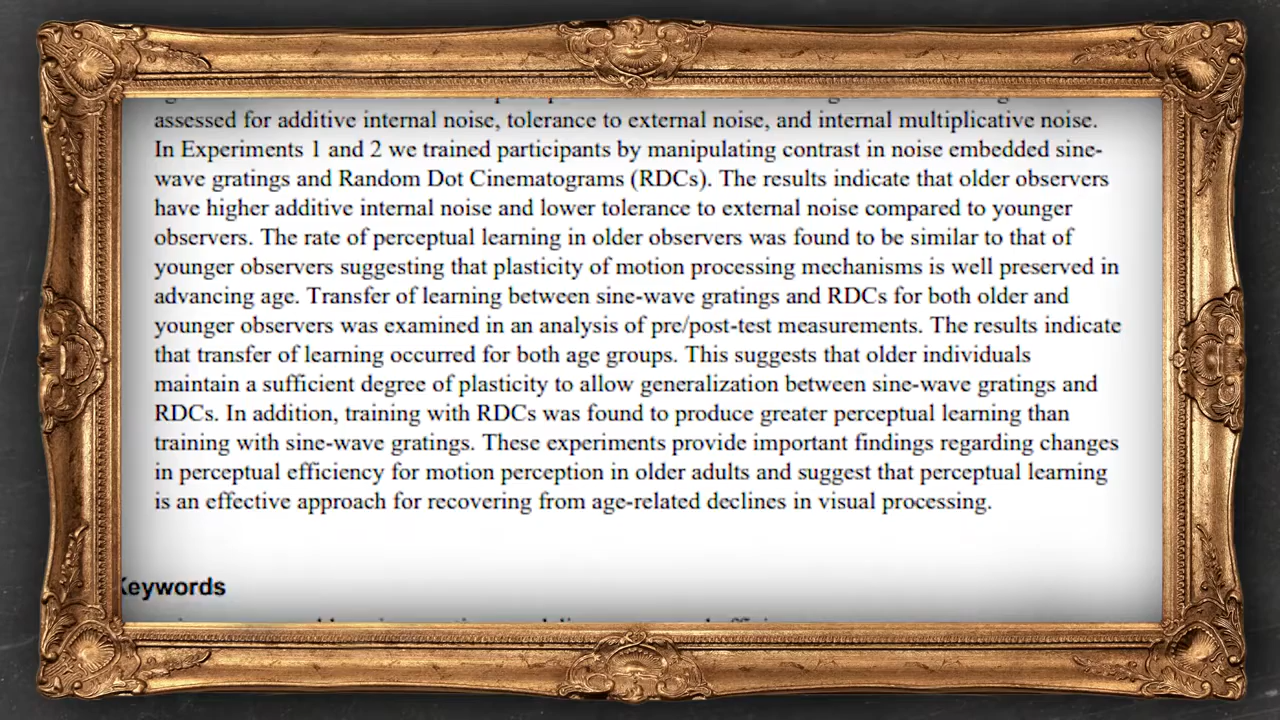 assessed for additive internal noise, tolerance to external noise, and internal multiplicative noise.
In Experiments 1 and 2 we trained participants by manipulating contrast in noise embedded sine-
wave gratings and Random Dot Cinematograms (RDCs). The results indicate that older observers
have higher additive internal noise and lower tolerance to external noise compared to younger
observers. The rate of perceptual learning in older observers was found to be similar to that of
younger observers suggesting that plasticity of motion processing mechanisms is well preserved in
advancing age. Transfer of learning between sine-wave gratings and RDCs for both older and
younger observers was examined in an analysis of pre/post-test measurements. The results indicate
that transfer of learning occurred for both age groups. This suggests that older individuals
maintain a sufficient degree of plasticity to allow generalization between sine-wave gratings and
RDCs. In addition, training with RDCs was found to produce greater perceptual learning than
training with sine-wave gratings. These experiments provide important findings regarding changes
in perceptual efficiency for motion perception in older adults and suggest that perceptual learning
is an effective approach for recovering from age-related declines in visual processing.
Keywords